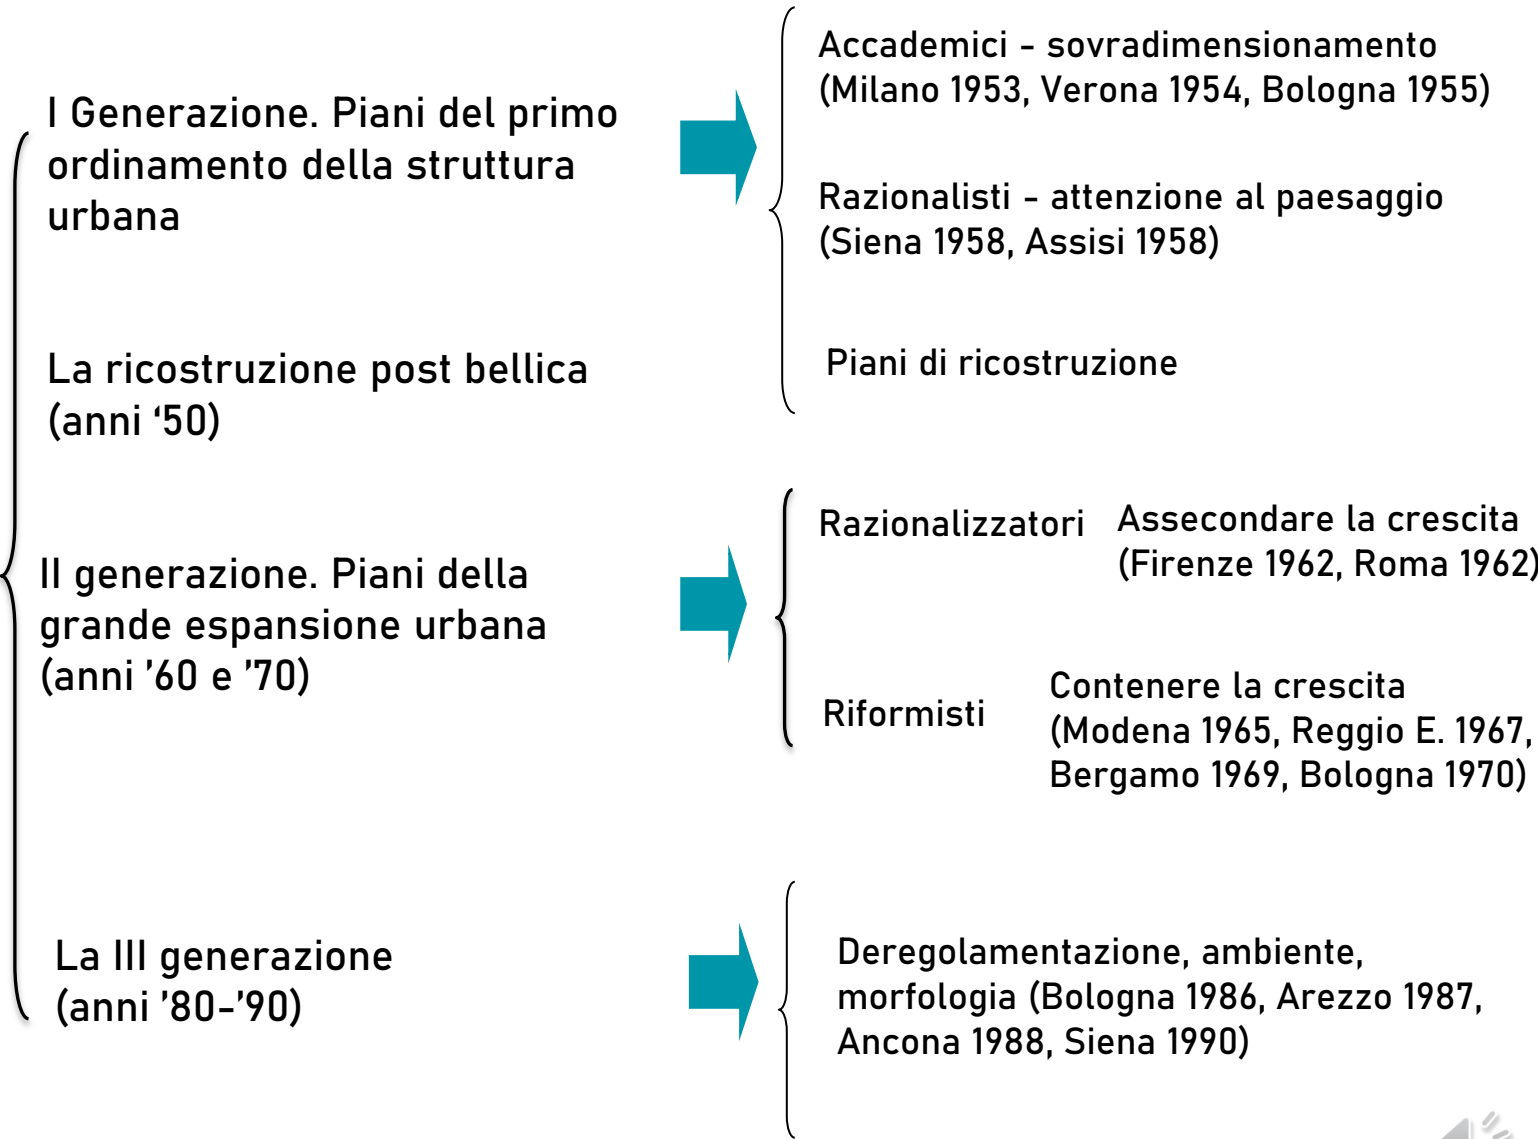 I Generazione. Piani del primo
ordinamento della struttura
urbana
Accademici - sovradimensionamento
(Milano 1953, Verona 1954, Bologna 1955)
Razionalisti - attenzione al paesaggio
(Siena 1958, Assisi 1958)
La ricostruzione post bellica
(anni ‘50)
Piani di ricostruzione
II generazione. Piani della
grande espansione urbana
(anni ’60 e ’70)
Razionalizzatori
Assecondare la crescita
(Firenze 1962, Roma 1962)
Riformisti
Contenere la crescita
(Modena 1965, Reggio E. 1967,
Bergamo 1969, Bologna 1970)
La III generazione
(anni ’80-’90)
Deregolamentazione, ambiente,
morfologia (Bologna 1986, Arezzo 1987,
Ancona 1988, Siena 1990)